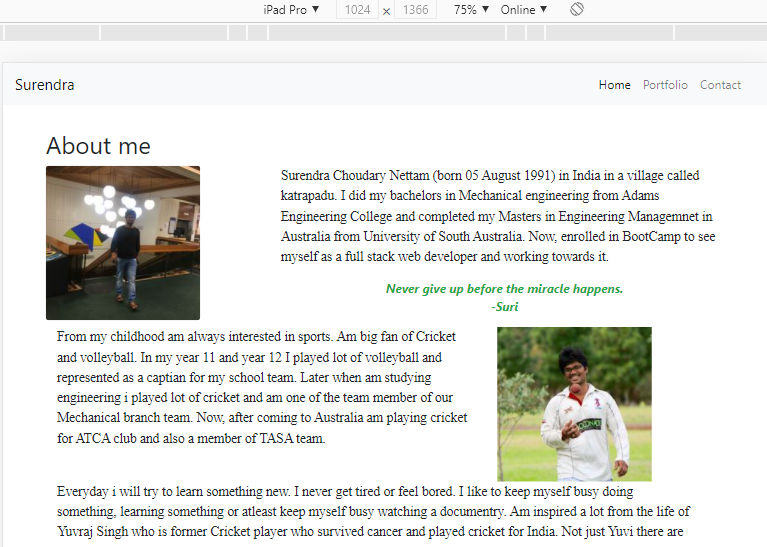 iPad Pro ▼ 1024 × 1366 75% ▼ Online ▼
Surendra Home Portfolio Contact
About me
Surendra Choudary Nettam (born 05 August 1991) in India in a village called
katrapadu. I did my bachelors in Mechanical engineering from Adams
Engineering College and completed my Masters in Engineering Managemnet in
Australia from University of South Australia. Now, enrolled in BootCamp to see
myself as a full stack web developer and working towards it.
Never give up before the miracle happens.
-Suri
From my childhood am always interested in sports. Am big fan of Cricket
and volleyball. In my year 11 and year 12 I played lot of volleyball and
represented as a captian for my school team. Later when am studying
engineering i played lot of cricket and am one of the team member of our
Mechanical branch team. Now, after coming to Australia am playing cricket
for ATCA club and also a member of TASA team.
Everyday i will try to learn something new. I never get tired or feel bored. I like to keep myself busy doing
something, learning something or atleast keep myself busy watching a documentry. Am inspired a lot from the life of
Yuvraj Singh who is former Cricket player who survived cancer and played cricket for India. Not just Yuvi there are